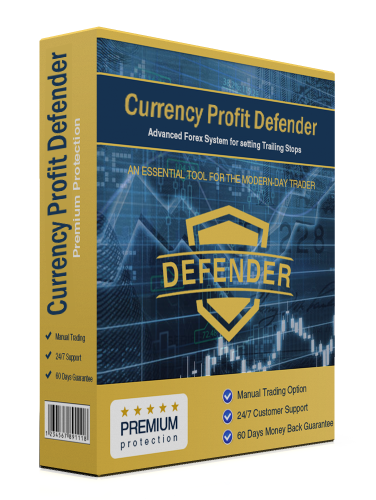 Currency Profit Defender
Premium Protection
Manual Trading
24/7 Support
60 Days Guarantee
Currency Profit Defender
Advanced Forex System for setting Trailing Stops
AN ESSENTIAL TOOL FOR THE MODERN-DAY TRADER
DEFENDER
PREMIUM
protection
Manual Trading Option
24/7 Customer Support
60 Days Money Back Guarantee